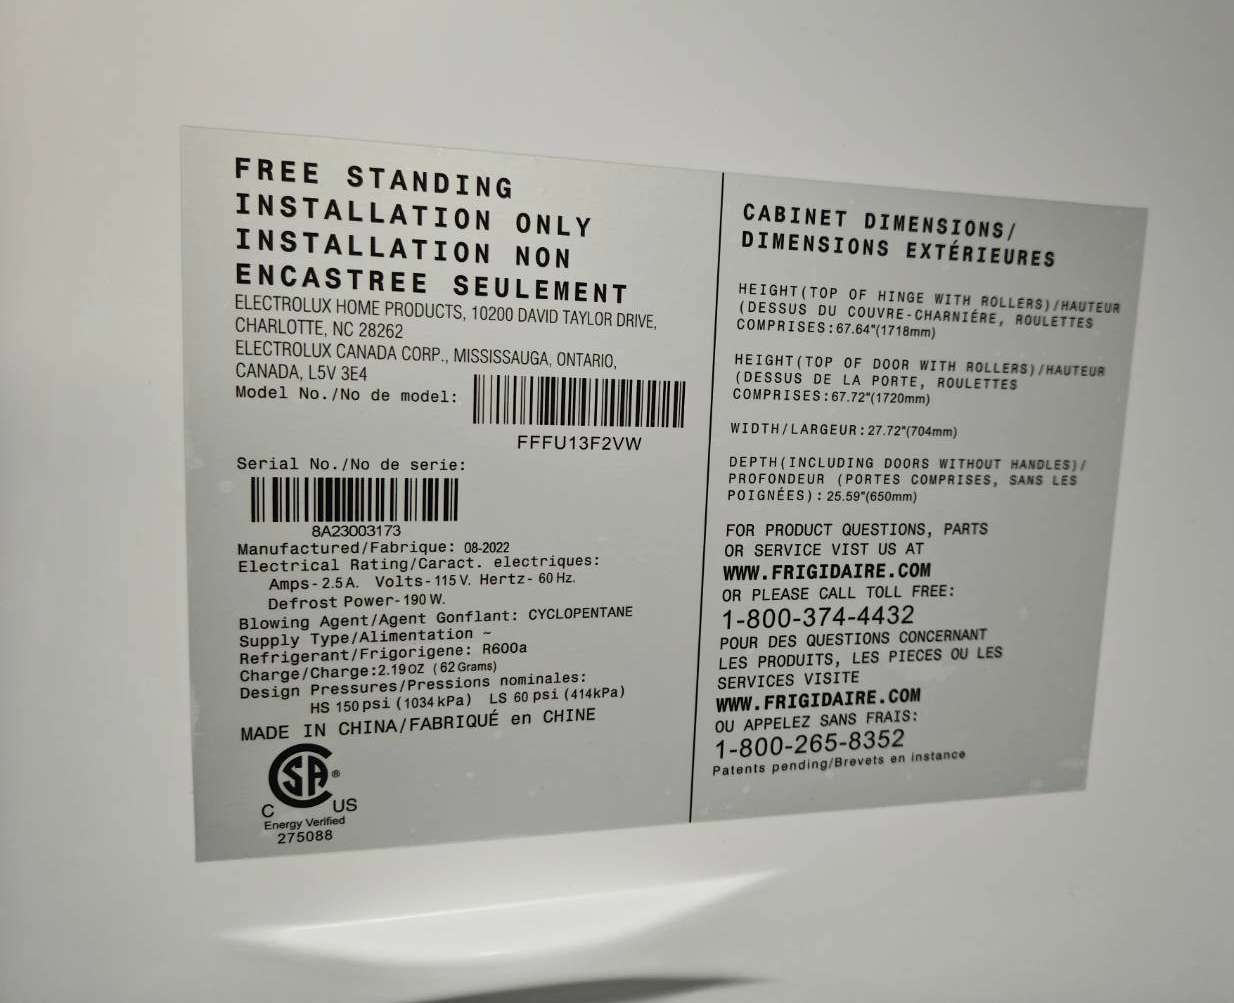 FREE STANDING
INSTALLATION ONLY
INSTALLATION NON
ENCASTREE SEULEMENT
ELECTROLUX HOME PRODUCTS, 10200 DAVID TAYLOR DRIVE,
CHARLOTTE, NC 28262
ELECTROLUX CANADA CORP., MISSISSAUGA, ONTARIO,
CANADA, L5V 3E4
Model No./No de model:
FFFU13F2VW
Serial No./No de serie:
8A23003173
Manufactured/Fabrique: 08-2022
Electrical Rating/Caract. electriques:
Amps- 2.5 A. Volts- 115 V. Hertz- 60 Hz.
Defrost Power- 190 W.
Blowing Agent/Agent Gonflant: CYCLOPENTANE
Supply Type/Alimentation ~
Refrigerant/Frigorigene: R600a
Charge/Charge:2.19OZ (62 Grams)
Design Pressures/Pressions nominales:
HS 150 psi (1034 kPa) LS 60 psi (414kPa)
MADE IN CHINA/FABRIQUÉ en CHINE
SA®
C US
Energy Verified
275088
CABINET DIMENSIONS/
DIMENSIONS EXTÉRIEURES
HEIGHT(TOP OF HINGE WITH ROLLERS)/HAUTEUR
(DESSUS DU COUVRE-CHARNIÉRE, ROULETTES
COMPRISES:67.64"(1718mm)
HEIGHT(TOP OF DOOR WITH ROLLERS)/HAUTEUR
(DESSUS DE LA PORTE, ROULETTES
COMPRISES:67.72"(1720mm)
WIDTH/LARGEUR:27.72"(704mm)
DEPTH(INCLUDING DOORS WITHOUT HANDLES)/
PROFONDEUR (PORTES COMPRISES, SANS LES
POIGNÉES): 25.59"(650mm)
FOR PRODUCT QUESTIONS, PARTS
OR SERVICE VIST US AT
WWW.FRIGIDAIRE.COM
OR PLEASE CALL TOLL FREE:
1-800-374-4432
POUR DES QUESTIONS CONCERNANT
LES PRODUITS, LES PIECES OU LES
SERVICES VISITE
WWW.FRIGIDAIRE.COM
OU APPELEZ SANS FRAIS:
1-800-265-8352
Patents pending/Brevets en instance